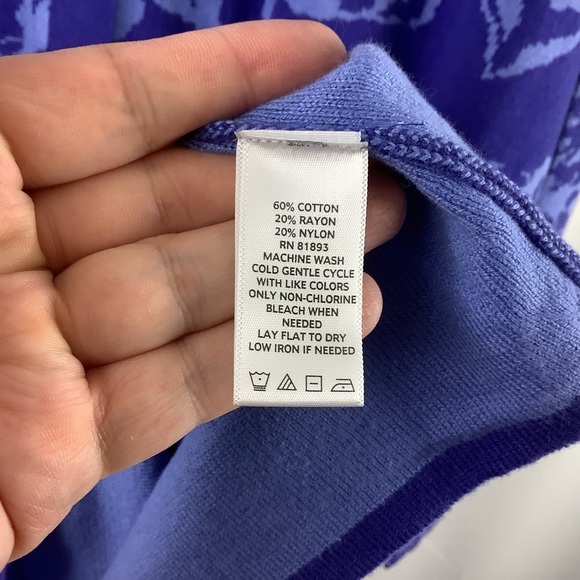 60% COTTON
20% RAYON
20% NYLON
RN 81893
MACHINE WASH
COLD GENTLE CYCLE
WITH LIKE COLORS
ONLY NON-CHLORINE
BLEACH WHEN
NEEDED
LAY FLAT TO DRY
LOW IRON IF NEEDED